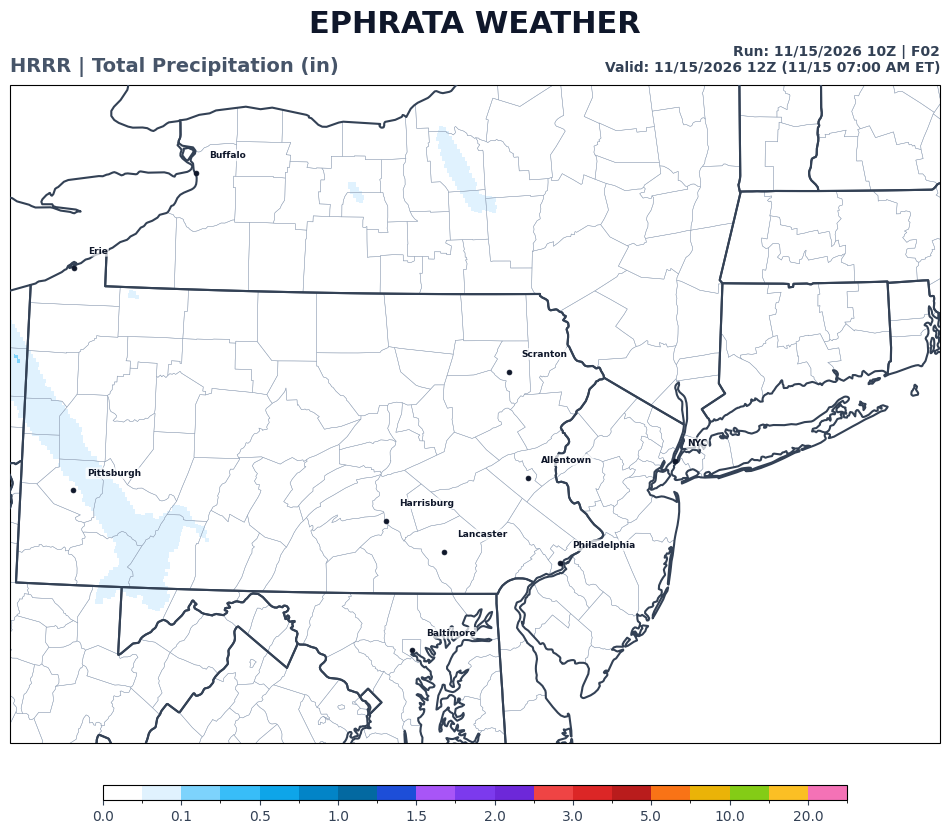 EPHRATA WEATHER
HRRR | Total Precipitation (in)
Run: 11/15/2026 10Z | F02
Valid: 11/15/2026 12Z (11/15 07:00 AM ET)
Buffalo
Erie
Scranton
NYC
Allentown
Pittsburgh
Harrisburg
Lancaster
Philadelphia
Baltimore
0.0 0.1 0.5 1.0 1.5 2.0 3.0 5.0 10.0 20.0